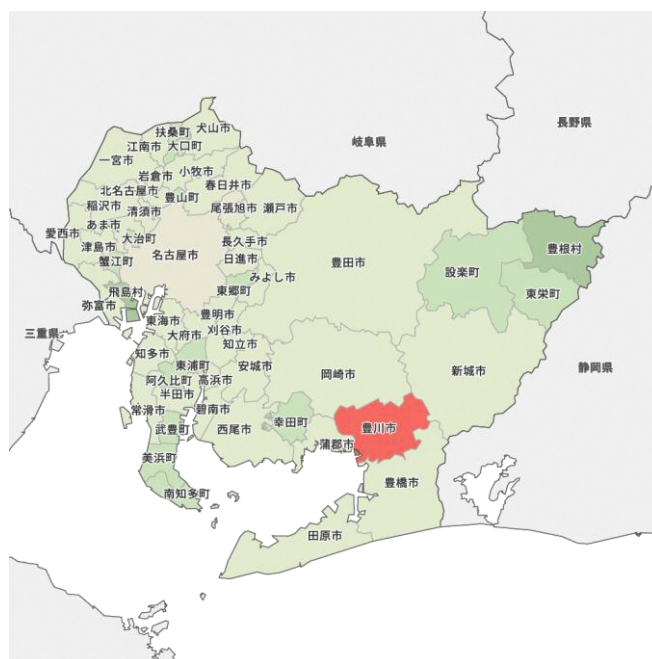 長野県
岐阜県
犬山市
扶桑町
江南市
大口町
一宮市
岩倉市
小牧市
春日井市
北名古屋市
豊山町
稲沢市
清須市
尾張旭市
瀬戸市
あま市
愛西市
大治町
長久手市
津島市
名古屋市
日進市
豊田市
豊根村
設楽町
蟹江町
みよし市
飛島村
東郷町
東栄町
弥富市
豊明市
東海市
刈谷市
三重県
大府市
知立市
知多市
東浦町
安城市
岡崎市
新城市
静岡県
阿久比町
高浜市
半田市
常滑市
碧南市
武豊町
西尾市
幸田町
豊川市
蒲郡市
美浜町
豊橋市
南知多町
田原市